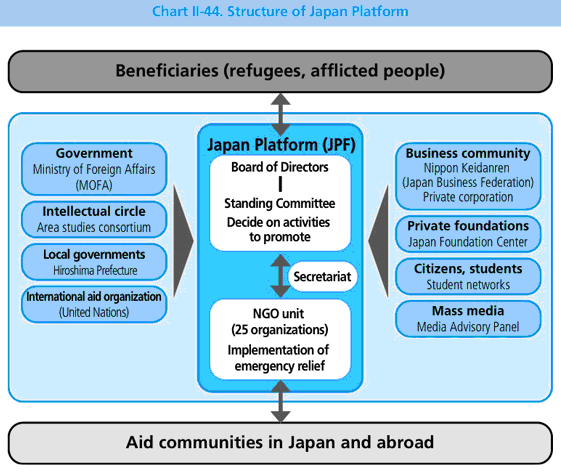 Chart II-44. Structure of Japan Platform
Beneficiaries (refugees, afflicted people)
Government
Ministry of Foreign Affairs
(MOFA)
Intellectual circle
Area studies consortium
Local governments
Hiroshima Prefecture
International aid organization
(United Nations)
Japan Platform (JPF)
Board of Directors
Standing Committee
Decide on activities
to promote
Secretariat
NGO unit
(25 organizations)
Implementation of
emergency relief
Business community
Nippon Keidanren
(Japan Business Federation)
Private corporation
Private foundations
Japan Foundation Center
Citizens, students
Student networks
Mass media
Media Advisory Panel
Aid communities in Japan and abroad